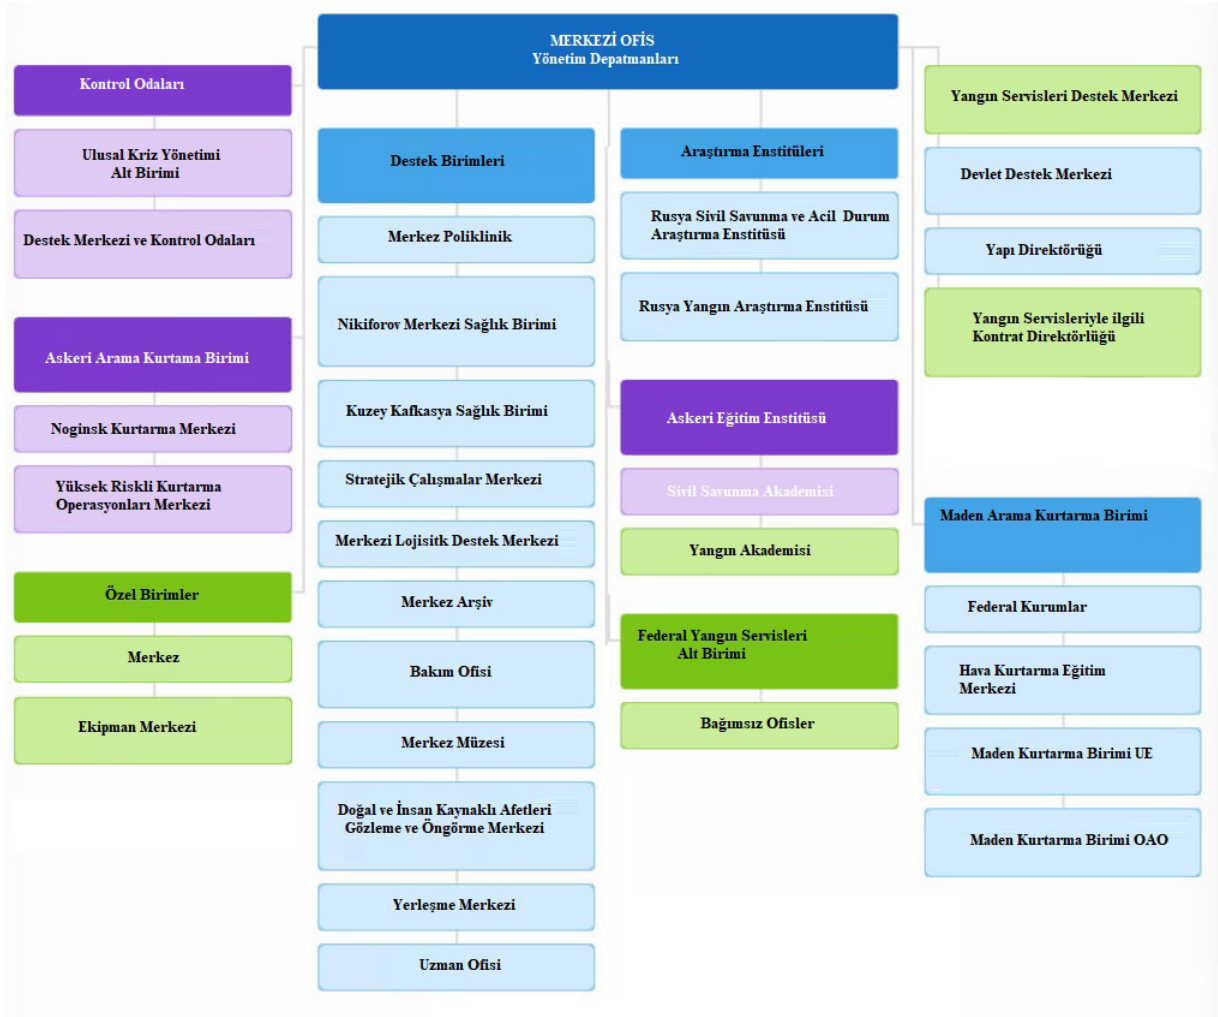 MERKEZİ OFİS
Yönetim Depatmanları
Kontrol Odaları
Ulusal Kriz Yönetimi
Alt Birimi
Destek Merkezi ve Kontrol Odaları
Askeri Arama Kurtama Birimi
Noginsk Kurtarma Merkezi
Yüksek Riskli Kurtarma
Operasyonları Merkezi
Özel Birimler
Merkez
Ekipman Merkezi
Destek Birimleri
Merkez Poliklinik
Nikiforov Merkezi Sağlık Birimi
Kuzey Kafkasya Sağlık Birimi
Stratejik Çalışmalar Merkezi
Merkezi Lojisitk Destek Merkezi
Merkez Arşiv
Bakım Ofisi
Merkez Müzesi
Doğal ve İnsan Kaynaklı Afetleri
Gözleme ve Öngörme Merkezi
Yerleşme Merkezi
Uzman Ofisi
Araştırma Enstitüleri
Rusya Sivil Savunma ve Acil Durum
Araştırma Enstitüsü
Rusya Yangın Araştırma Enstitüsü
Askeri Eğitim Enstitüsü
Sivil Savunma Akademisi
Yangın Akademisi
Federal Yangın Servisleri
Alt Birimi
Bağımsız Ofisler
Yangın Servisleri Destek Merkezi
Devlet Destek Merkezi
Yapı Direktörüğü
Yangın Servisleriyle ilgili
Kontrat Direktörlüğü
Maden Arama Kurtarma Birimi
Federal Kurumlar
Hava Kurtarma Eğitim
Merkezi
Maden Kurtarma Birimi UE
Maden Kurtarma Birimi OAO